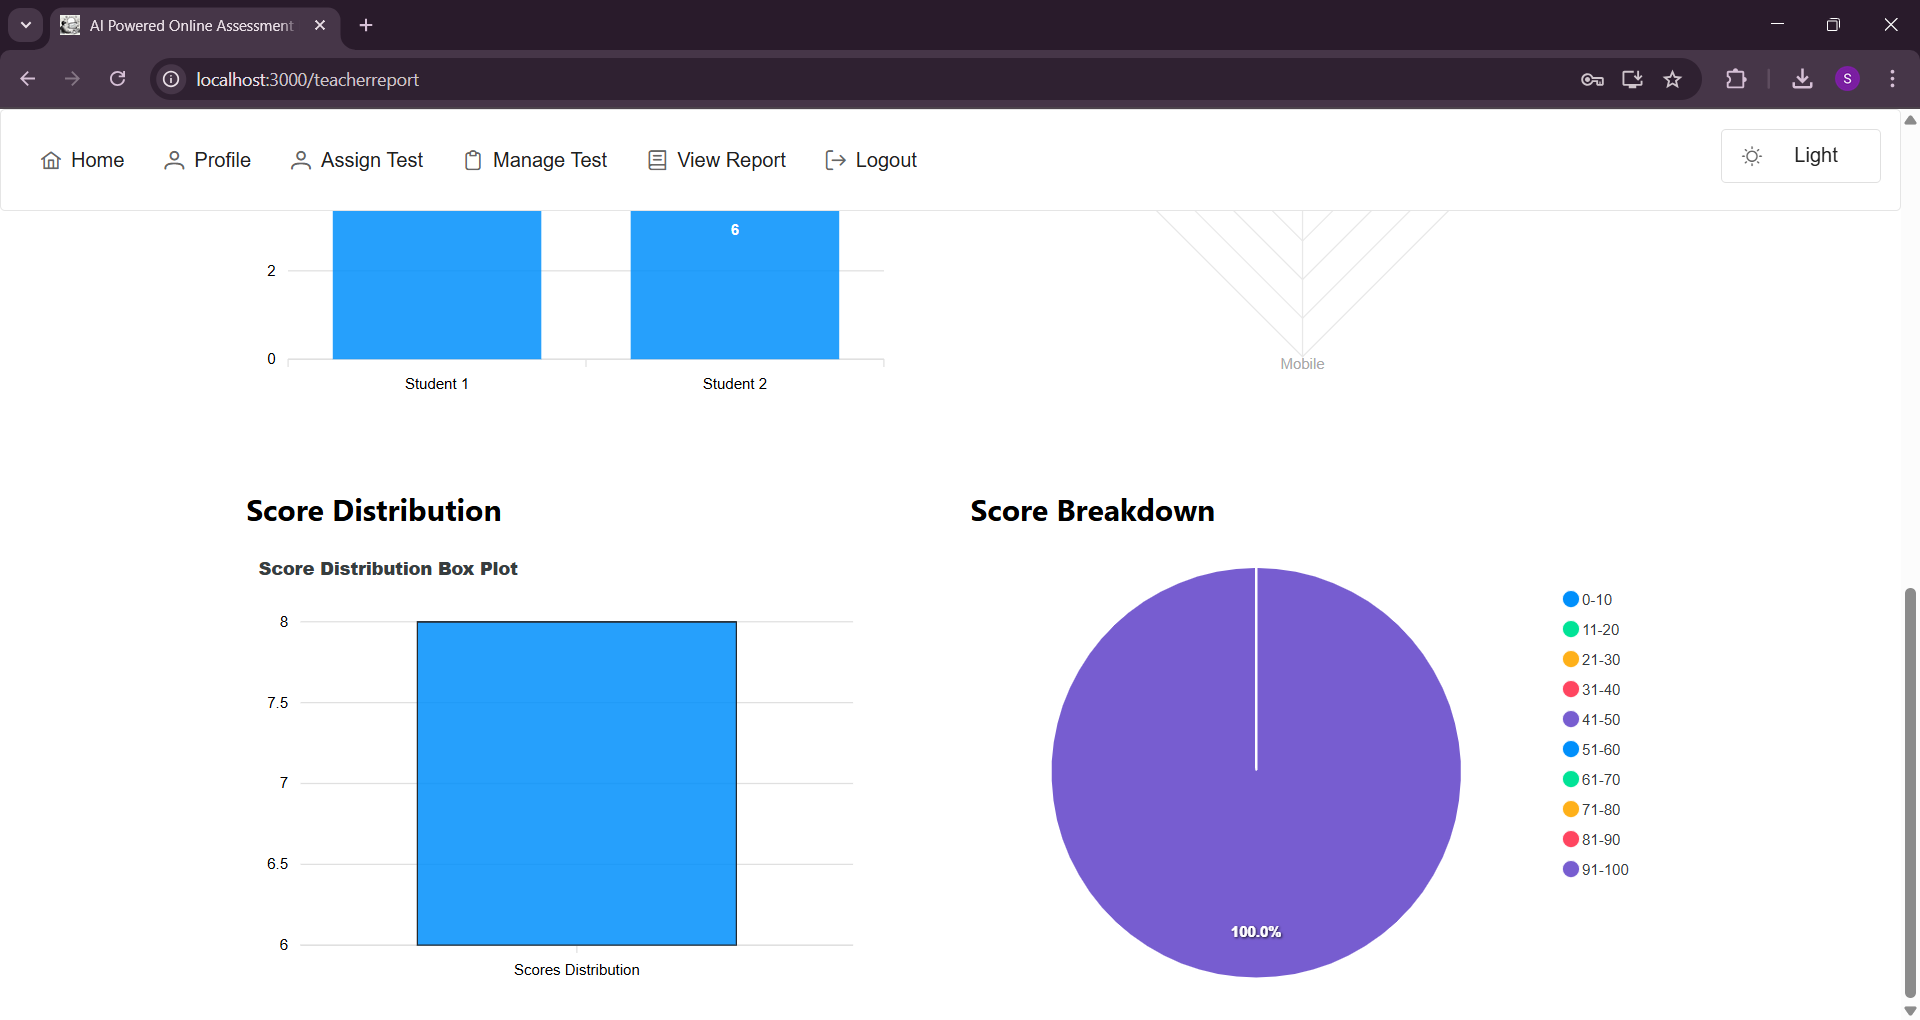 AI Powered Online Assessment
localhost:3000/teacherreport
S
Home
Profile
Assign Test
Manage Test
View Report
Logout
Light
6
2
0
Student 1
Student 2
Mobile
Score Distribution
Score Breakdown
Score Distribution Box Plot
8
7.5
7
6.5
6
Scores Distribution
100.0%
0-10
11-20
21-30
31-40
41-50
51-60
61-70
71-80
81-90
91-100